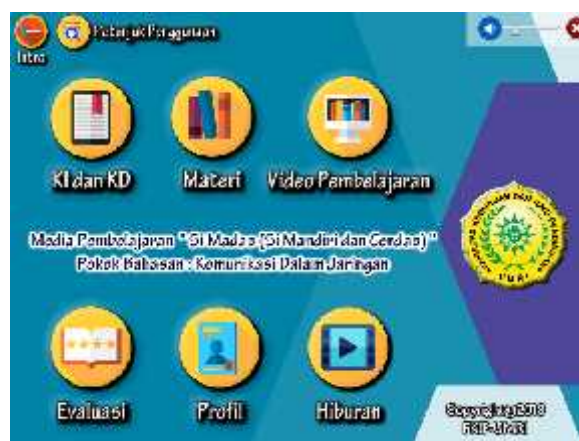 Petunjuk Penggunaan
Intro
KI dan KD
Materi
Video Pembelajaran
Media Pembelajaran " Si Madas (Si Mandiri dan Cerdas) "
Pokok Bahasan : Komunikasi Dalam Jaringan
Evaluasi
Profil
Hiburan